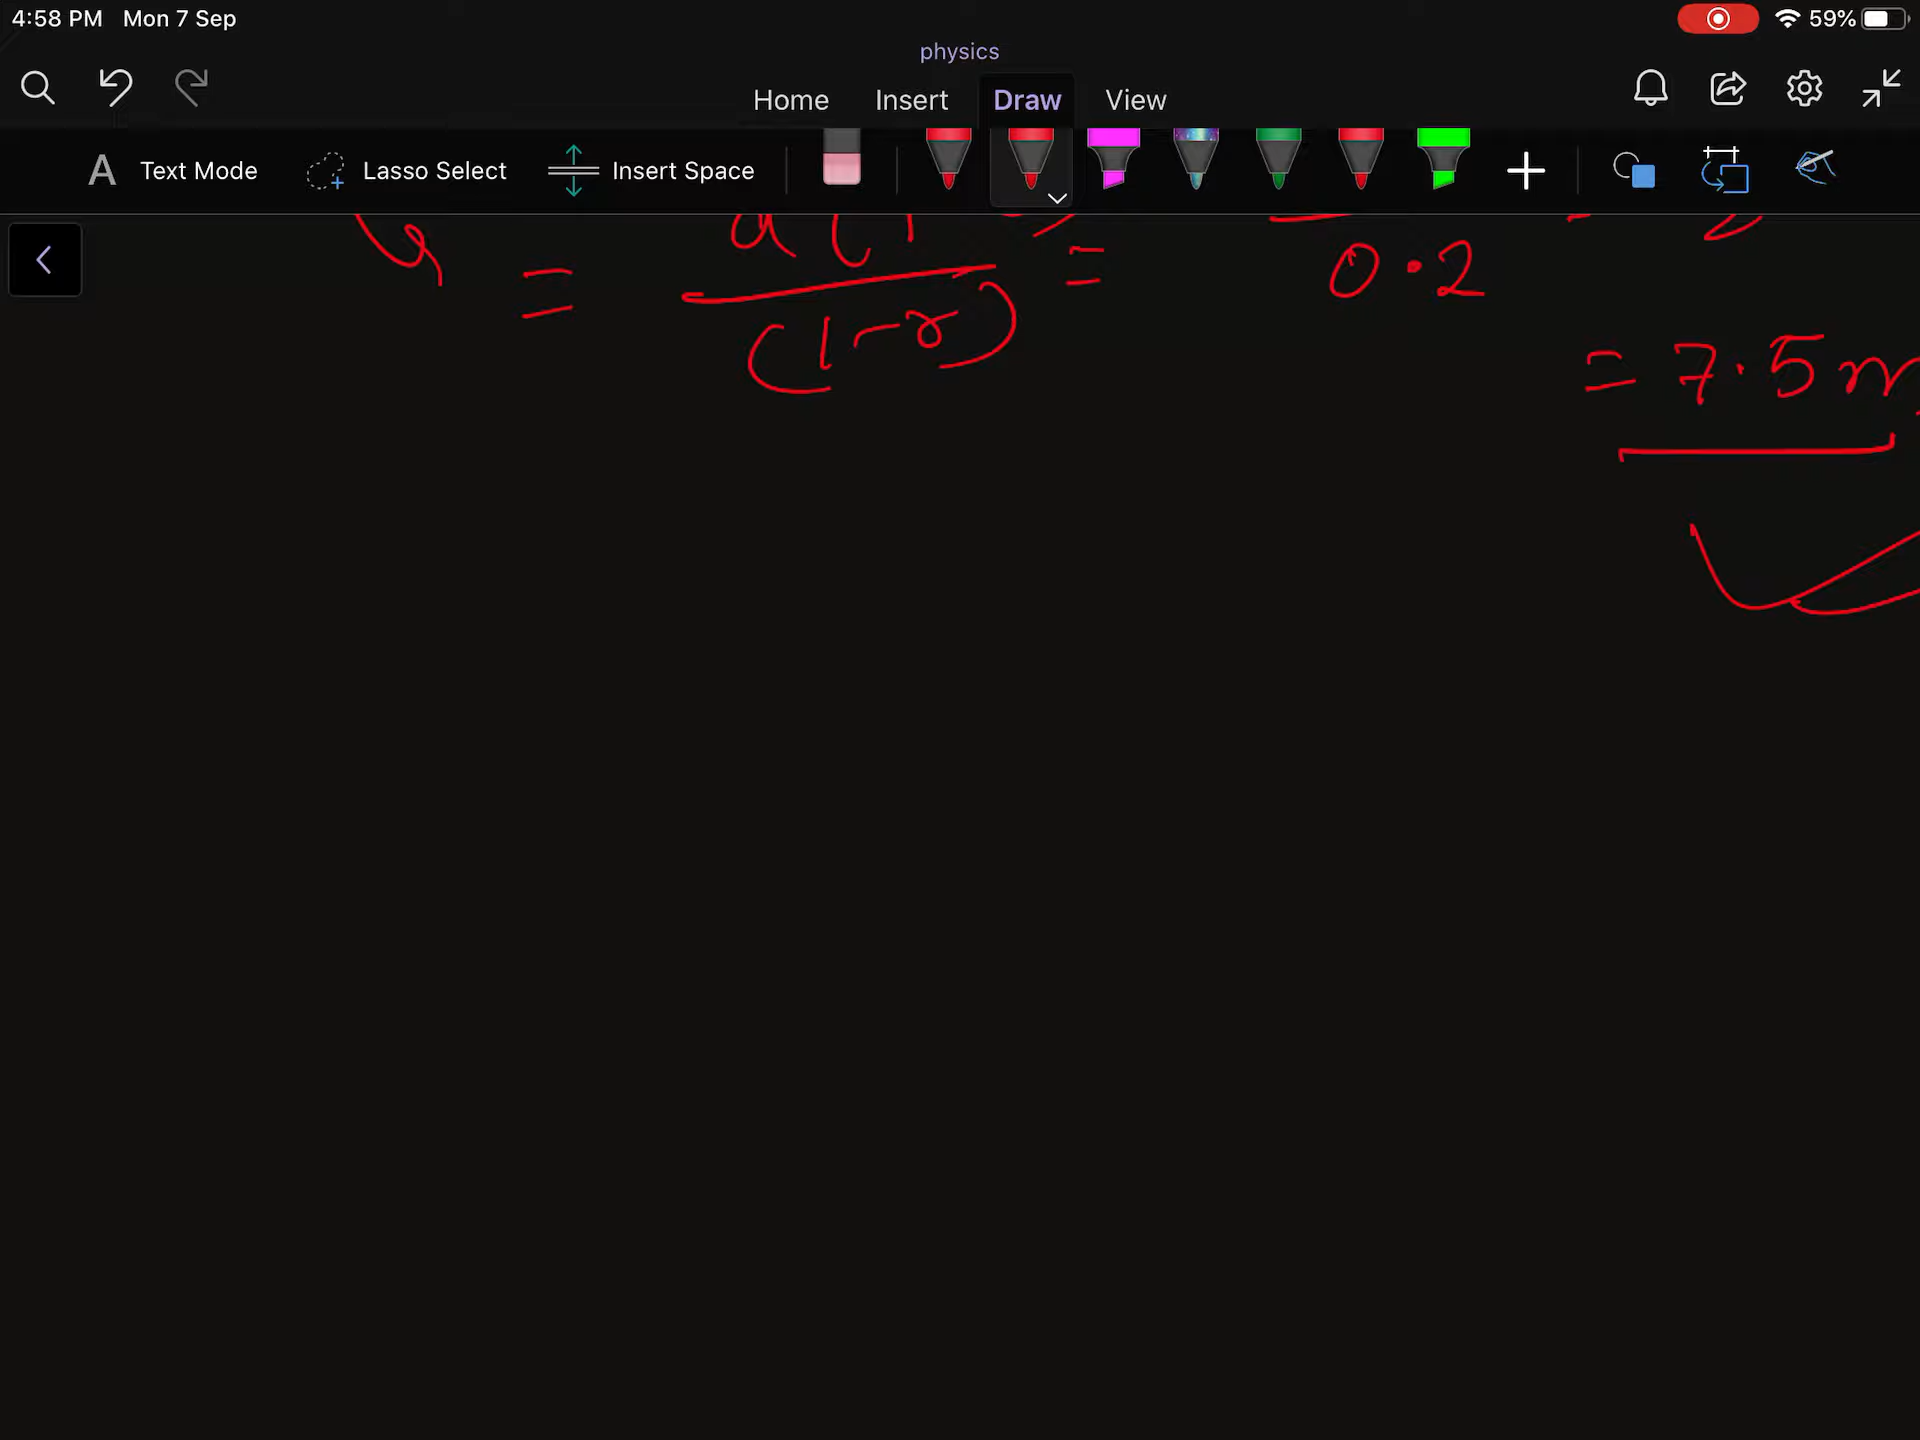 4:58 PM Mon 7 Sep 59%
physics
Home Insert Draw View
A Text Mode Lasso Select Insert Space
= a(1 =
0.2
(1-r)
= 7.5m